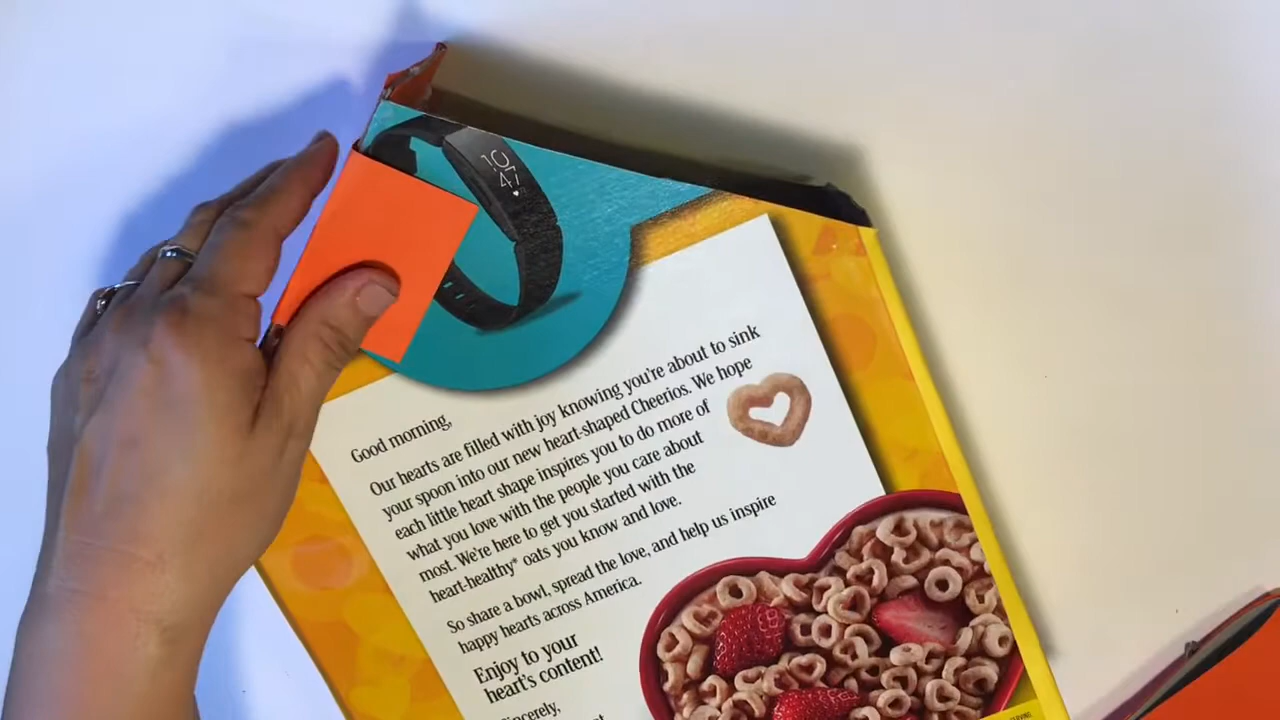 10
47
Good morning,
Our hearts are filled with joy knowing you're about to sink
your spoon into our new heart-shaped Cheerios. We hope
each little heart shape inspires you to do more of
what you love with the people you care about
most. We're here to get you started with the
heart-healthy* oats you know and love.
So share a bowl, spread the love, and help us inspire
happy hearts across America.
Enjoy to your
heart's content!
Sincerely,